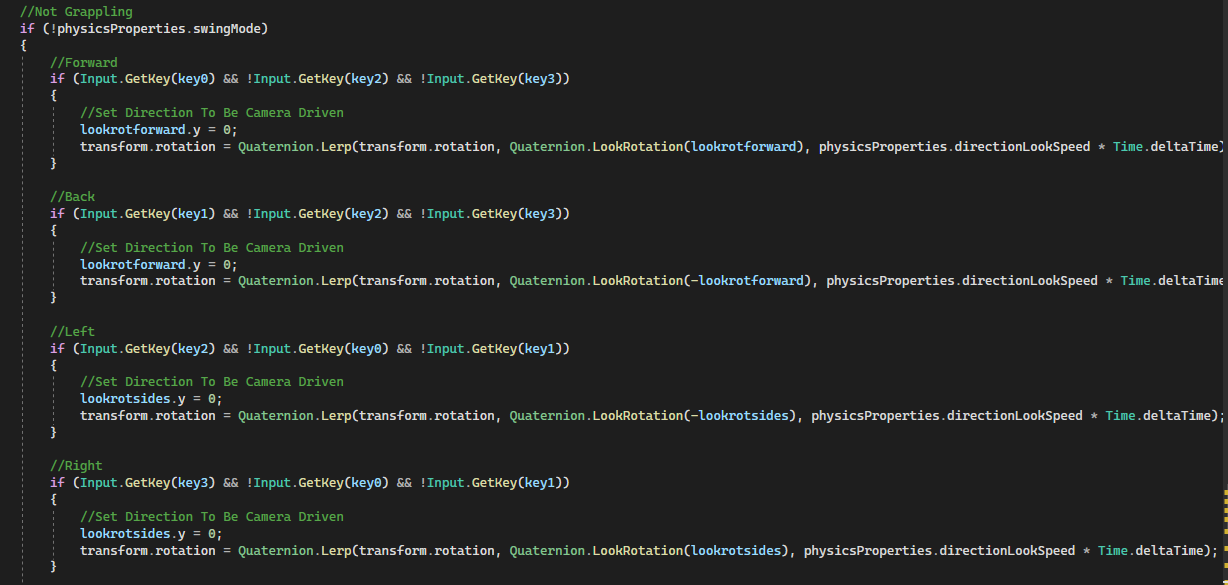 //Not Grappling
if (!physicsProperties.swingMode)
{
//Forward
if (Input.GetKey(key0) && !Input.GetKey(key2) && !Input.GetKey(key3))
{
//Set Direction To Be Camera Driven
lookrotforward.y = 0;
transform.rotation = Quaternion.Lerp(transform.rotation, Quaternion.LookRotation(lookrotforward), physicsProperties.directionLookSpeed * Time.deltaTime)
}
//Back
if (Input.GetKey(key1) && !Input.GetKey(key2) && !Input.GetKey(key3))
{
//Set Direction To Be Camera Driven
lookrotforward.y = 0;
transform.rotation = Quaternion.Lerp(transform.rotation, Quaternion.LookRotation(-lookrotforward), physicsProperties.directionLookSpeed * Time.deltaTime
}
//Left
if (Input.GetKey(key2) && !Input.GetKey(key0) && !Input.GetKey(key1))
{
//Set Direction To Be Camera Driven
lookrotsides.y = 0;
transform.rotation = Quaternion.Lerp(transform.rotation, Quaternion.LookRotation(-lookrotsides), physicsProperties.directionLookSpeed * Time.deltaTime);
}
//Right
if (Input.GetKey(key3) && !Input.GetKey(key0) && !Input.GetKey(key1))
{
//Set Direction To Be Camera Driven
lookrotsides.y = 0;
transform.rotation = Quaternion.Lerp(transform.rotation, Quaternion.LookRotation(lookrotsides), physicsProperties.directionLookSpeed * Time.deltaTime);
}